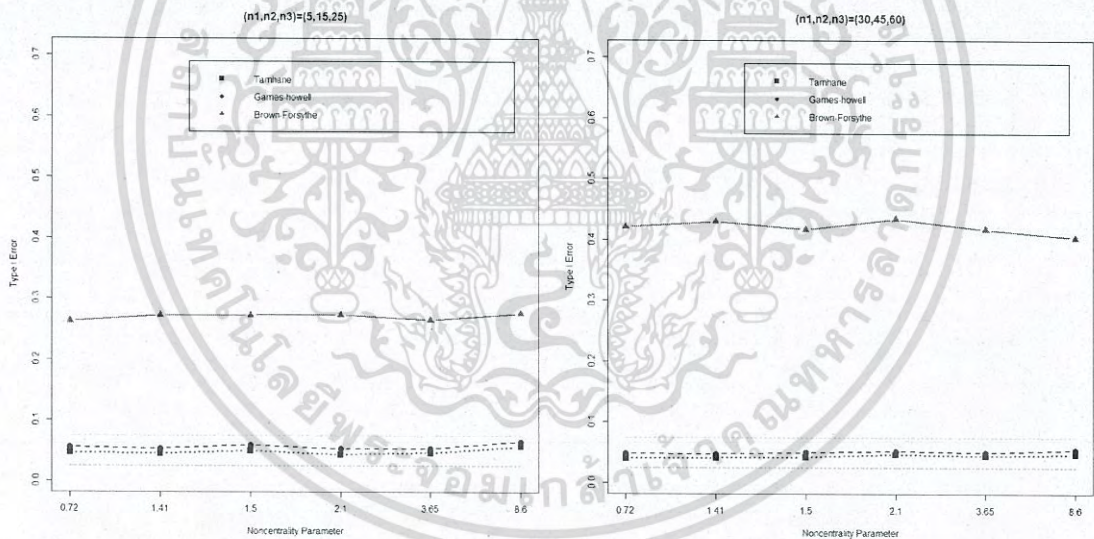 (n1,n2,n3)=(5,15,25)
Tamhane
Games-howell
Brown-Forsythe
Type I Error
0.0 0.1 0.2 0.3 0.4 0.5 0.6 0.7
0.72 1.41 1.5 2.1 3.65 8.6
Noncentrality Parameter
(n1,n2,n3)=(30,45,60)
Tamhane
Games-howell
Brown-Forsythe
Type I Error
0.0 0.1 0.2 0.3 0.4 0.5 0.6 0.7
0.72 1.41 1.5 2.1 3.65 8.6
Noncentrality Parameter